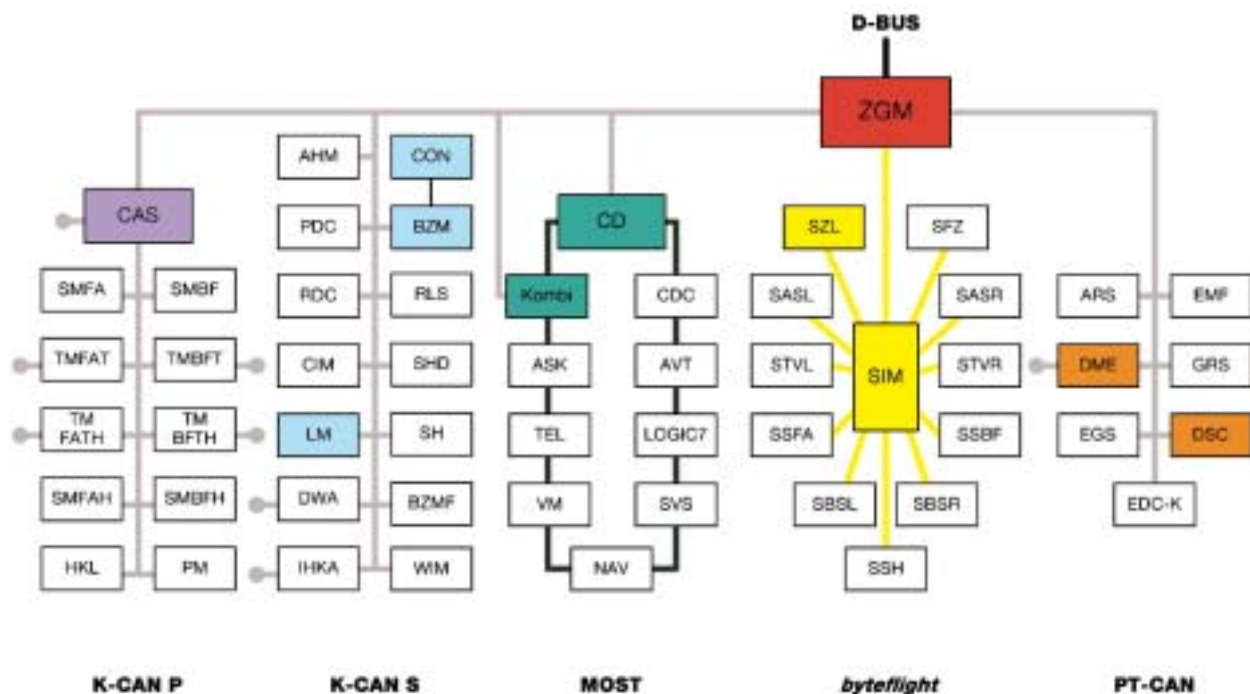 D-BUS
ZGM
AHM
CON
CAS
PDC
BZM
CD
SZL
SFZ
SMFA
SMBF
RDC
RLS
Kombi
CDC
SASL
SASR
ARS
EMF
TMFAT
TMBFT
CIM
SHD
ASK
AVT
STVL
SIM
STVR
DME
GRS
TM
FATH
TM
BFTH
LM
SH
TEL
LOGIC7
SSFA
SSBF
EGS
DSC
SMFAH
SMBFH
DWA
BZMF
VM
SVS
SBSL
SBSR
EDC-K
HKL
PM
IHKA
WIM
NAV
SSH
K-CAN P
K-CAN S
MOST
byteflight
PT-CAN